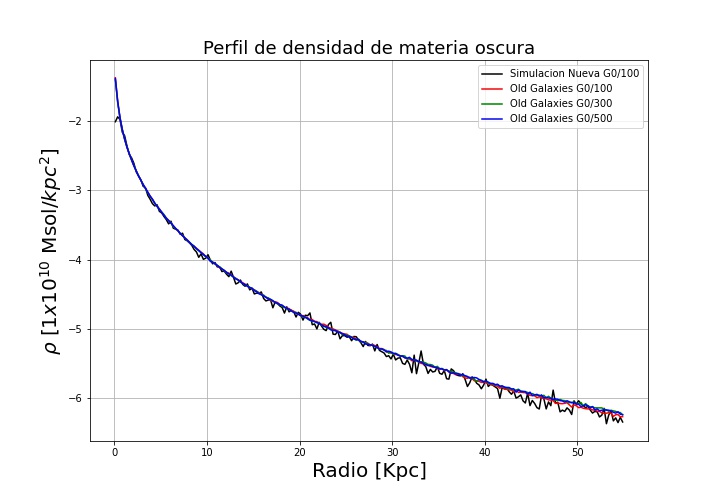 Perfil de densidad de materia oscura
Simulacion Nueva G0/100
Old Galaxies G0/100
Old Galaxies G0/300
Old Galaxies G0/500
ρ [1x10¹⁰ Msol/kpc²]
−2
−3
−4
−5
−6
0 10 20 30 40 50
Radio [Kpc]